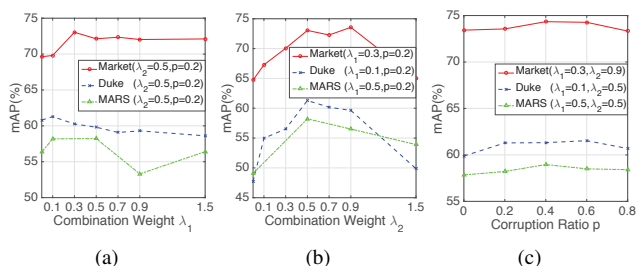 75
70
65
60
55
50
mAP(%)
Market(λ₂=0.5,p=0.2)
Duke (λ₂=0.5,p=0.2)
MARS (λ₂=0.5,p=0.2)
0.1 0.3 0.5 0.7 0.9 1.5
Combination Weight λ₁
(a)
75
70
65
60
55
50
45
mAP(%)
Market(λ₁=0.3,p=0.2)
Duke (λ₁=0.1,p=0.2)
MARS (λ₁=0.5,p=0.2)
0.1 0.3 0.5 0.7 0.9 1.5
Combination Weight λ₂
(b)
75
70
65
60
55
mAP(%)
Market(λ₁=0.3,λ₂=0.9)
Duke (λ₁=0.1,λ₂=0.5)
MARS (λ₁=0.5,λ₂=0.5)
0 0.2 0.4 0.6 0.8
Corruption Ratio p
(c)